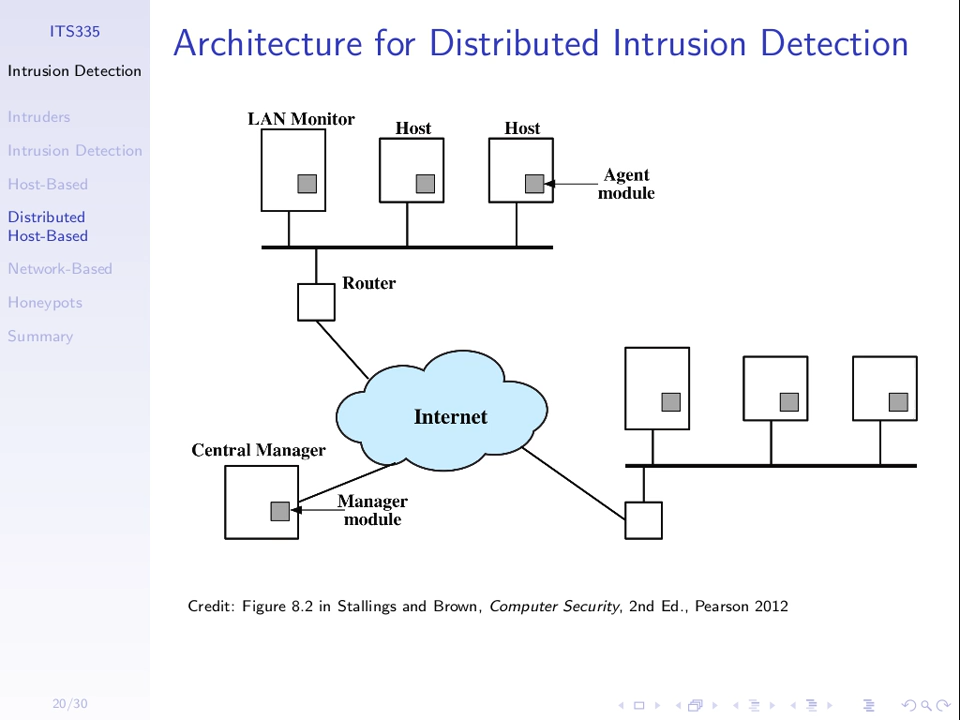 ITS335
Intrusion Detection
Intruders
Intrusion Detection
Host-Based
Distributed
Host-Based
Network-Based
Honeypots
Summary
20/30
Architecture for Distributed Intrusion Detection
LAN Monitor
Host
Host
Agent
module
Router
Internet
Central Manager
Manager
module
Credit: Figure 8.2 in Stallings and Brown, Computer Security, 2nd Ed., Pearson 2012